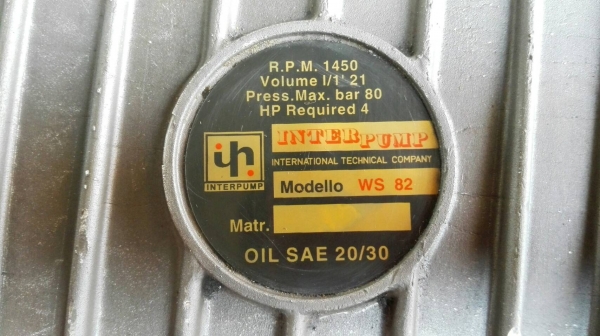 R.P.M. 1450
Volume l/1' 21
Press.Max. bar 80
HP Required 4
INTERPUMP
INTERNATIONAL TECHNICAL COMPANY
ih
INTERPUMP
Modello WS 82
Matr.
OIL SAE 20/30